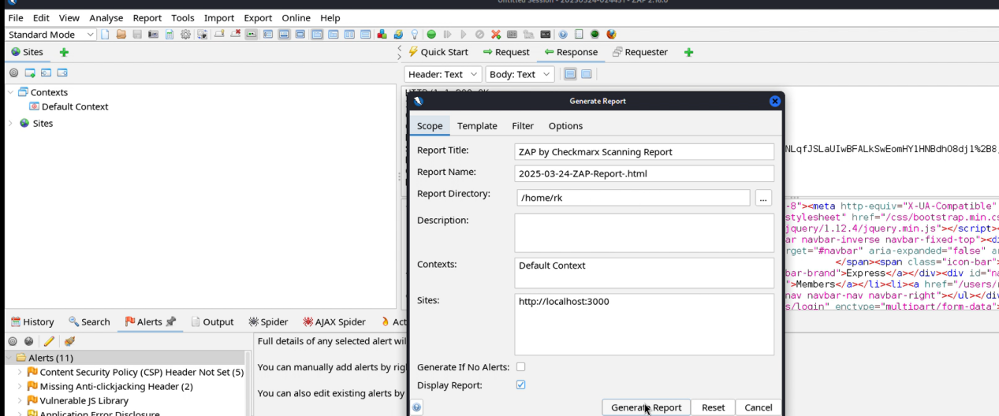 Untitled Session - 20250324-024431 - ZAP 2.16.0
File Edit View Analyse Report Tools Import Export Online Help
Standard Mode
Sites
Quick Start Request Response Requester
Header: Text Body: Text
Contexts
Default Context
Sites
HTTP/1.1 200 OK
Generate Report
Scope Template Filter Options
Report Title: ZAP by Checkmarx Scanning Report
Report Name: 2025-03-24-ZAP-Report-.html
Report Directory: /home/rk ...
Description:
Contexts: Default Context
Sites: http://localhost:3000
Generate If No Alerts:
Display Report:
Generate Report Reset Cancel
NLqfJSLaUIwBFALkSwEomHY1HNBdhO8dj1%2B8,
-8"><meta http-equiv="X-UA-Compatible"
stylesheet" href="/css/bootstrap.min.cs
jquery/1.12.4/jquery.min.js"></script><
ar navbar-inverse navbar-fixed-top"><di
rget="#navbar" aria-expanded="false" ar
</span><span class="icon-bar">
bar-brand">Express</a></div><div id="na
">Members</a></li><li><a href="/users/r
nav navbar-nav navbar-right"></ul></di
s/login" enctype="multipart/form-data">
History Search Alerts Output Spider AJAX Spider Act
Alerts (11)
Content Security Policy (CSP) Header Not Set (5)
Missing Anti-clickjacking Header (2)
Vulnerable JS Library
Application Error Disclosure
Full details of any selected alert wil
You can manually add alerts by rig
You can also edit existing alerts by